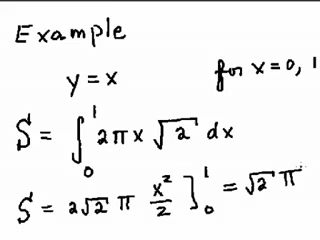 Example
y = x for x = 0, 1
S = ∫₀¹ 2πx √2 dx
S = 2√2 π x²/2 ]₀¹ = √2 π